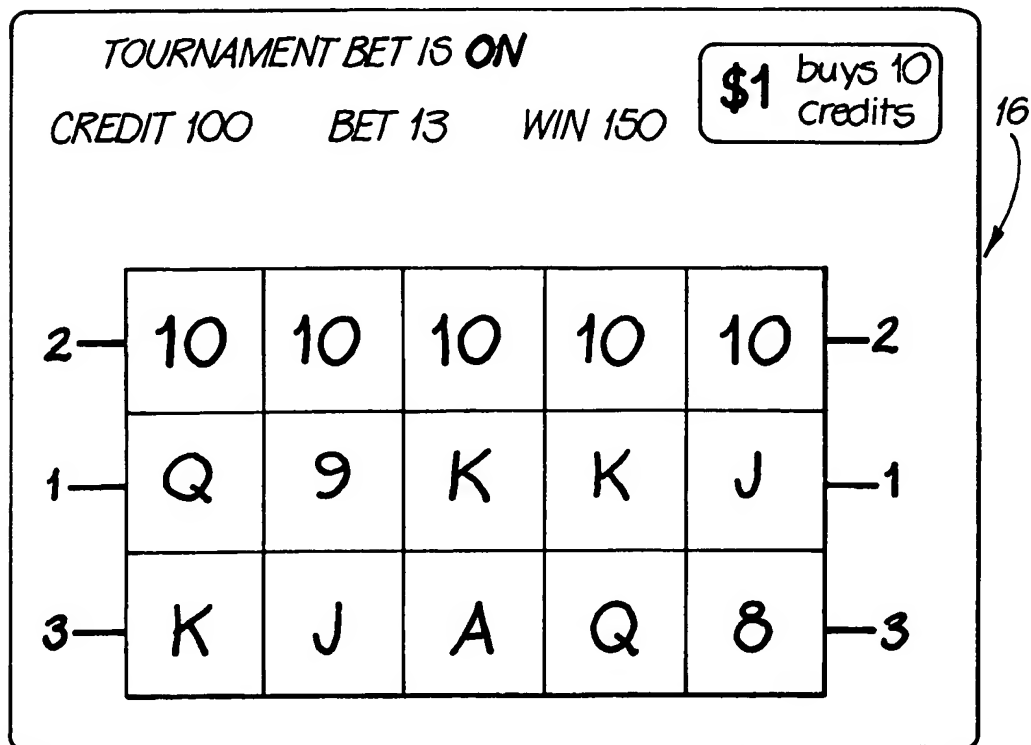 TOURNAMENT BET IS ON
$1 buys 10
credits
CREDIT 100 BET 13 WIN 150
16
2 10 10 10 10 10 2
1 Q 9 K K J 1
3 K J A Q 8 3